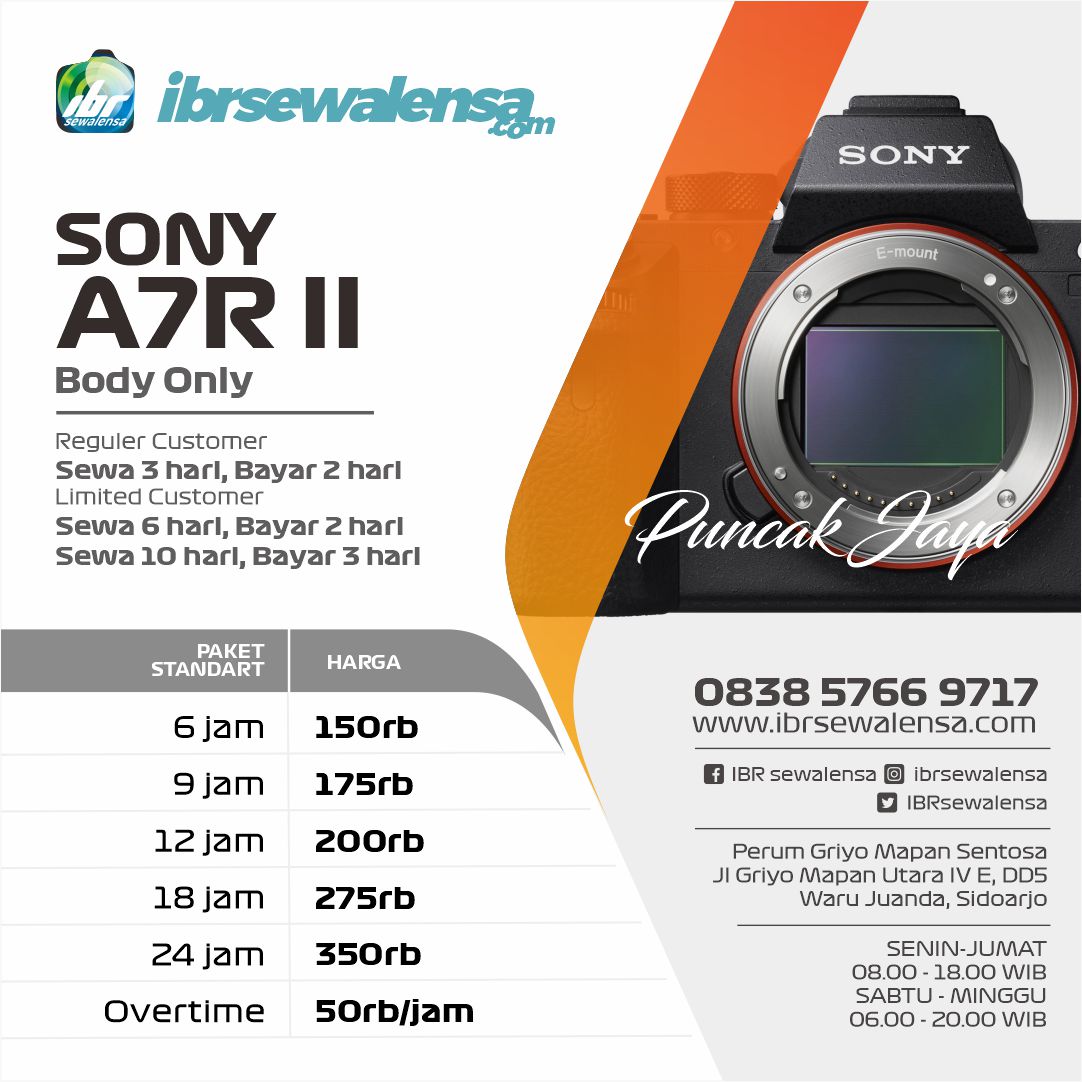 ibr
sewalensa
ibrsewalensa
.com
SONY
A7R II
Body Only
Reguler Customer
Sewa 3 hari, Bayar 2 hari
Limited Customer
Sewa 6 hari, Bayar 2 hari
Sewa 10 hari, Bayar 3 hari
SONY
E-mount
Puncak Jaya
PAKET
STANDART
HARGA
6 jam 150rb
9 jam 175rb
12 jam 200rb
18 jam 275rb
24 jam 350rb
Overtime 50rb/jam
0838 5766 9717
www.ibrsewalensa.com
IBR sewalensa ibrsewalensa
IBRsewalensa
Perum Griyo Mapan Sentosa
Jl Griyo Mapan Utara IV E, DD5
Waru Juanda, Sidoarjo
SENIN-JUMAT
08.00 - 18.00 WIB
SABTU - MINGGU
06.00 - 20.00 WIB